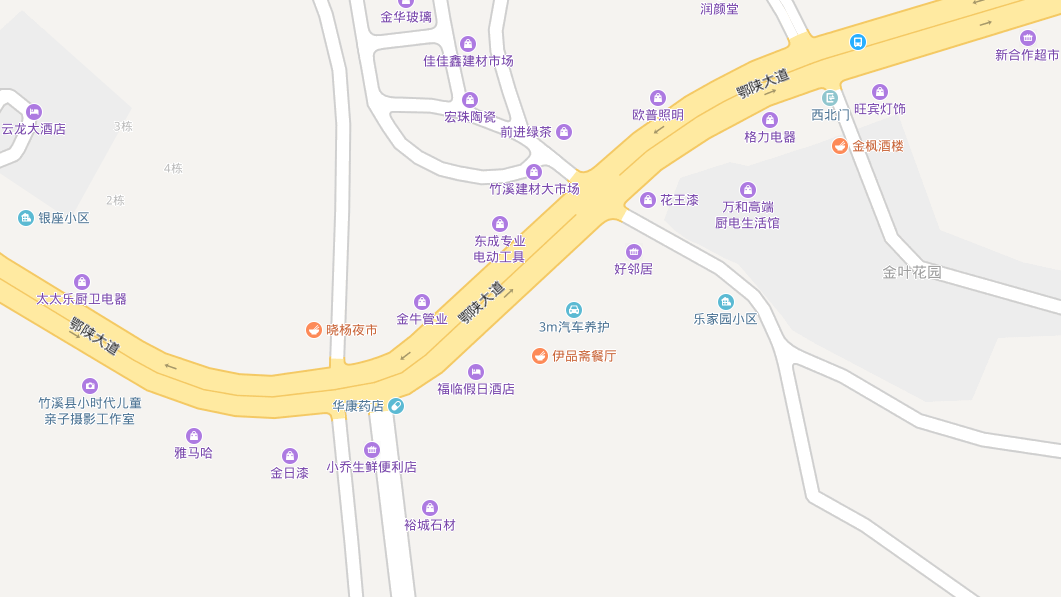 润颜堂
金华玻璃
新合作超市
佳佳鑫建材市场
鄂陕大道
欧普照明
西北门
旺宾灯饰
宏珠陶瓷
云龙大酒店
3栋
前进绿茶
格力电器
金枫酒楼
4栋
竹溪建材大市场
2栋
花王漆
万和高端
厨电生活馆
银座小区
东成专业
电动工具
好邻居
金叶花园
太太乐厨卫电器
鄂陕大道
金牛管业
3m汽车养护
乐家园小区
鄂陕大道
晓杨夜市
伊品斋餐厅
福临假日酒店
竹溪县小时代儿童
亲子摄影工作室
华康药店
雅马哈
金日漆
小乔生鲜便利店
裕城石材